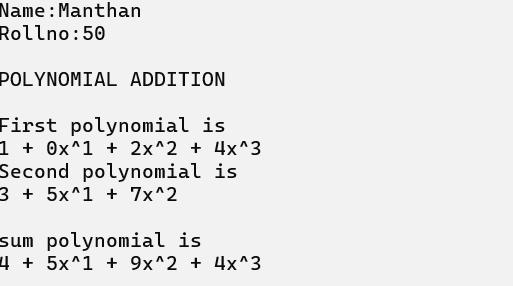 Name:Manthan
Rollno:50
POLYNOMIAL ADDITION
First polynomial is
1 + 0x^1 + 2x^2 + 4x^3
Second polynomial is
3 + 5x^1 + 7x^2
sum polynomial is
4 + 5x^1 + 9x^2 + 4x^3